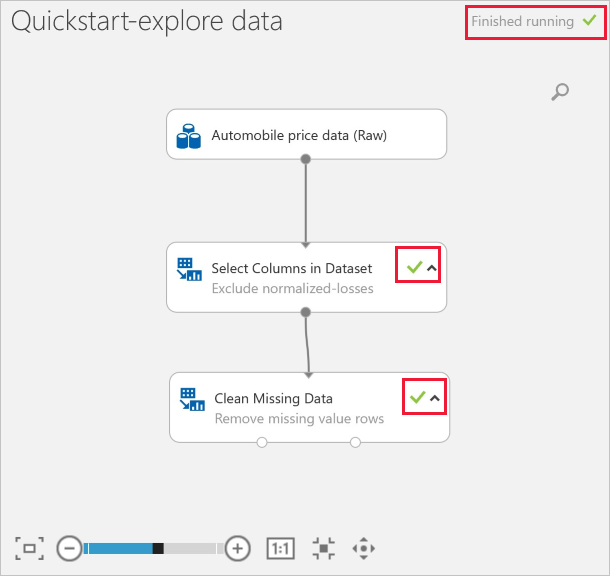 Quickstart-explore data
Finished running
Automobile price data (Raw)
Select Columns in Dataset
Exclude normalized-losses
Clean Missing Data
Remove missing value rows
1:1